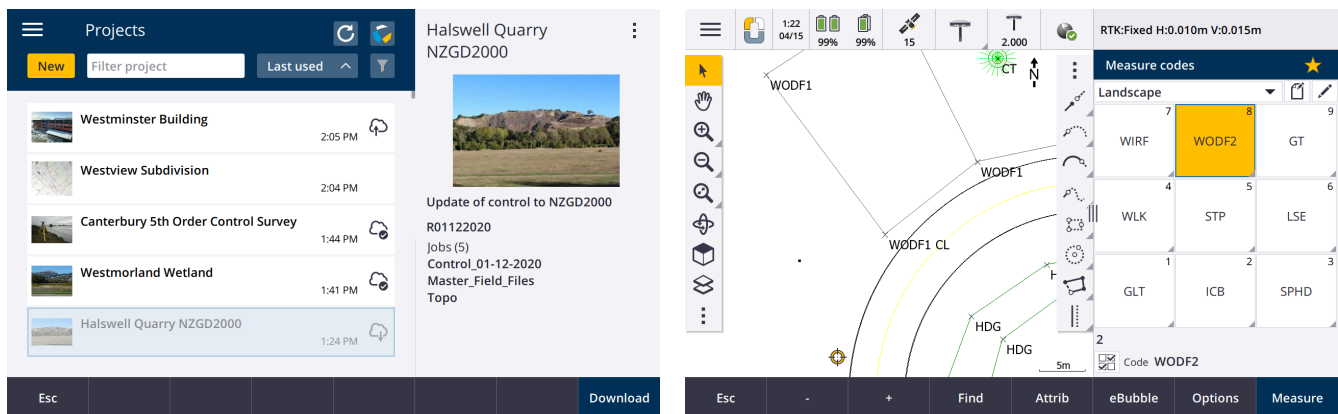 Projects
New
Filter project
Last used
Westminster Building
2:05 PM
Westview Subdivision
2:04 PM
Canterbury 5th Order Control Survey
1:44 PM
Westmorland Wetland
1:41 PM
Halswell Quarry NZGD2000
1:24 PM
Halswell Quarry
NZGD2000
Update of control to NZGD2000
R01122020
Jobs (5)
Control_01-12-2020
Master_Field_Files
Topo
Esc
Download
1:22
04/15
99%
99%
15
2.000
RTK:Fixed H:0.010m V:0.015m
WODF1
CT
N
WODF1
WODF1 CL
H
HDG
HDG
5m
Measure codes
Landscape
7
WIRF
8
WODF2
9
GT
4
WLK
5
STP
6
LSE
1
GLT
2
ICB
3
SPHD
2
Code WODF2
Esc
-
+
Find
Attrib
eBubble
Options
Measure